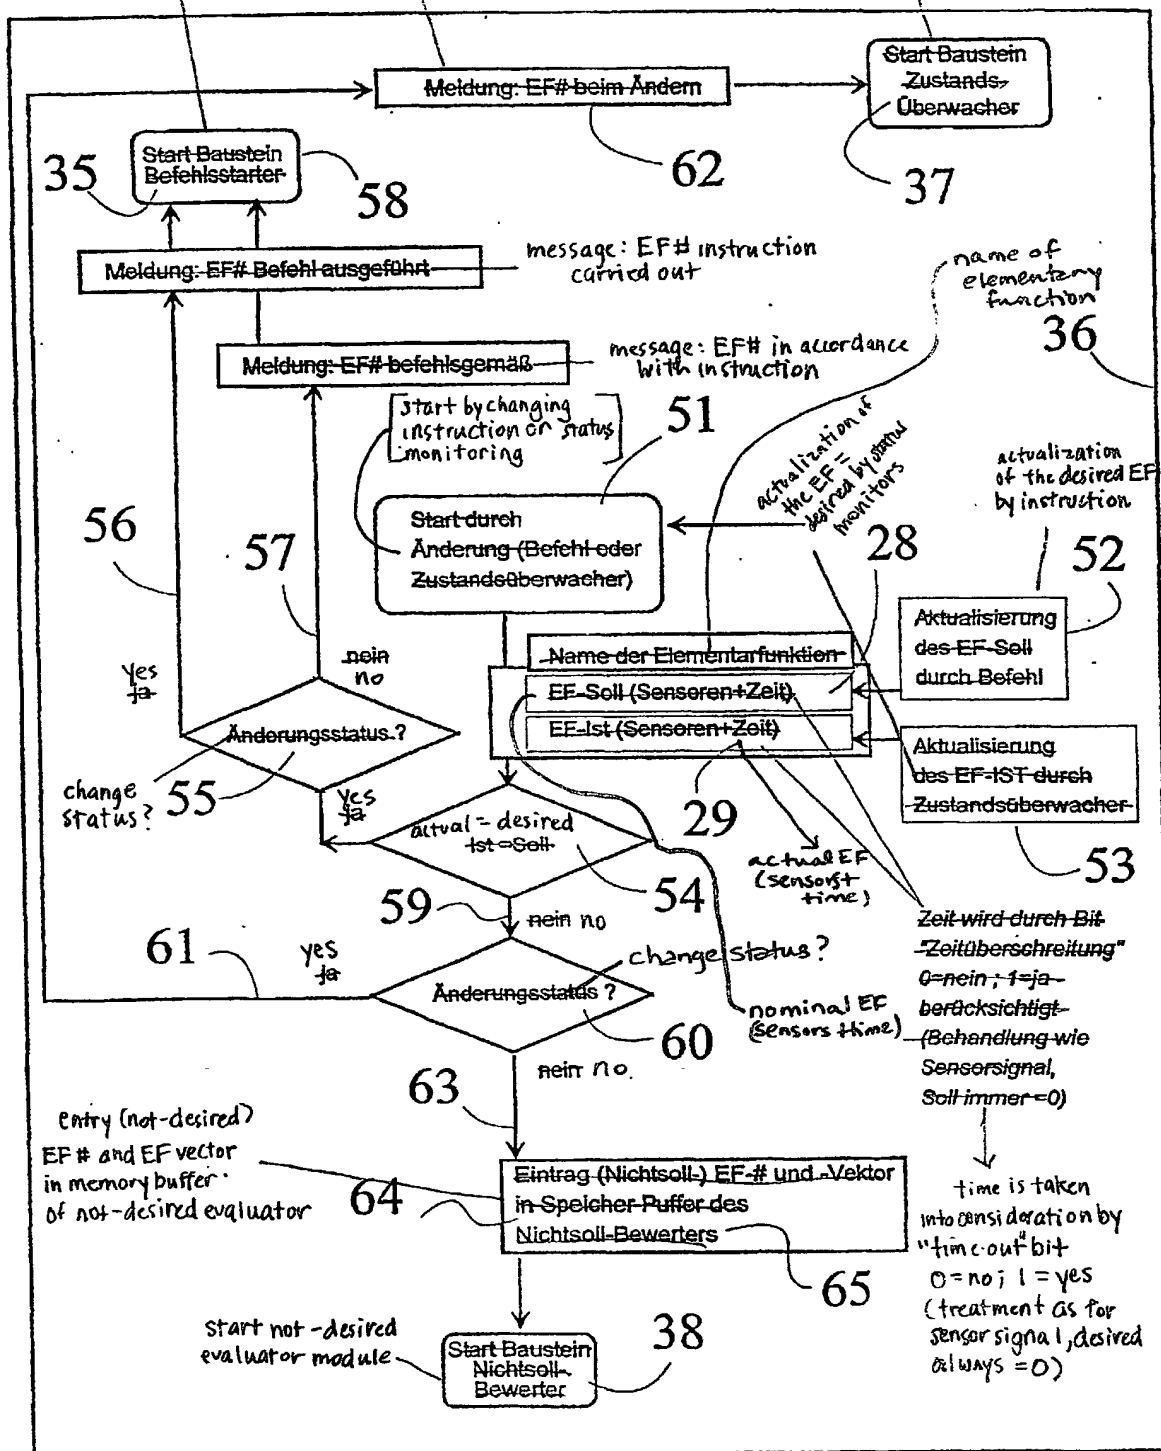 Start Baustein
Zustands-
Überwacher
Meldung: EF# beim Ändern
62
37
Start Baustein
Befehlsstarter
35
58
Meldung: EF# Befehl ausgeführt
message: EF# instruction
carried out
name of
elementary
function
36
Meldung: EF# befehlsgemäß
message: EF# in accordance
with instruction
start by changing
instruction or status
monitoring
51
actualization of
the EF =
desired by status
monitors
actualization
of the desired EF
by instruction
56
57
Start durch
Änderung (Befehl oder
Zustandsüberwacher)
28
52
Aktualisierung
des EF-Soll
durch Befehl
Name der Elementarfunktion
EF-Soll (Sensoren+Zeit)
EF-Ist (Sensoren+Zeit)
Aktualisierung
des EF-IST durch
Zustandsüberwacher
53
yes
ja
nein
no
Änderungsstatus ?
change
status?
55
yes
ja
actual = desired
Ist=Soll
54
29
actual EF
(sensors+
time)
59
nein no
61
yes
ja
change status?
Änderungsstatus ?
60
nominal EF
(sensors+time)
Zeit wird durch Bit
"Zeitüberschreitung"
0=nein ; 1=ja
berücksichtigt
(Behandlung wie
Sensorsignal,
Soll immer =0)
nein no.
63
entry (not-desired)
EF # and EF vector
in memory buffer
of not-desired evaluator
64
Eintrag (Nichtsoll-) EF-# und -Vektor
in Speicher-Puffer des
Nichtsoll-Bewerters
65
time is taken
into consideration by
"time-out" bit
0=no; 1=yes
(treatment as for
sensor signal, desired
always =0)
start not-desired
evaluator module
Start Baustein
Nichtsoll-
Bewerter
38